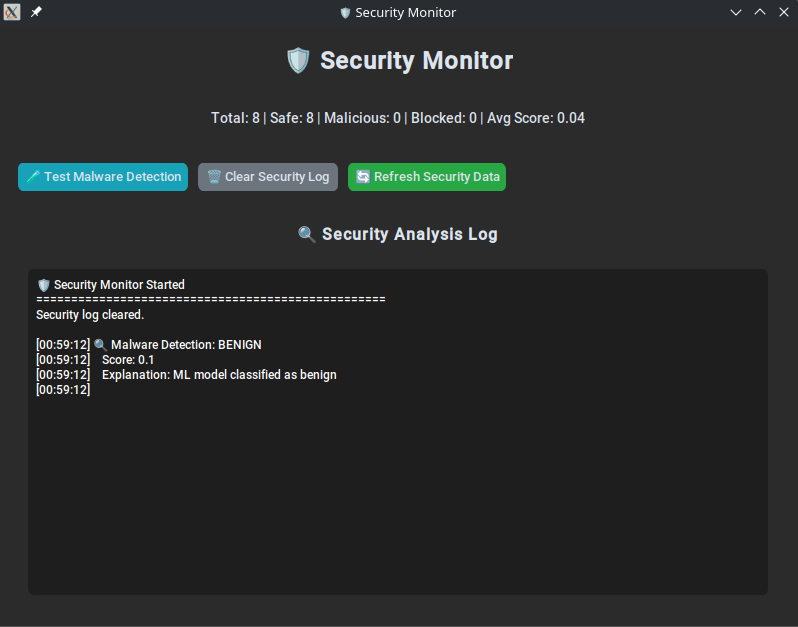 Security Monitor
🛡️ Security Monitor
Total: 8 | Safe: 8 | Malicious: 0 | Blocked: 0 | Avg Score: 0.04
Test Malware Detection
Clear Security Log
Refresh Security Data
🔍 Security Analysis Log
🛡️ Security Monitor Started
==================================================
Security log cleared.
[00:59:12] 🔍 Malware Detection: BENIGN
[00:59:12] Score: 0.1
[00:59:12] Explanation: ML model classified as benign
[00:59:12]